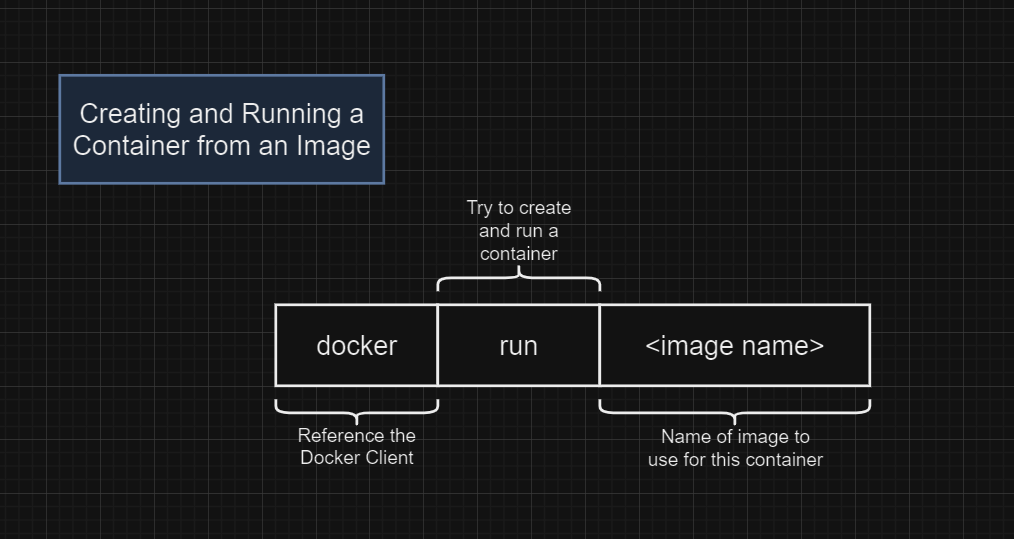 Creating and Running a
Container from an Image
Try to create
and run a
container
docker
run
<image name>
Reference the
Docker Client
Name of image to
use for this container